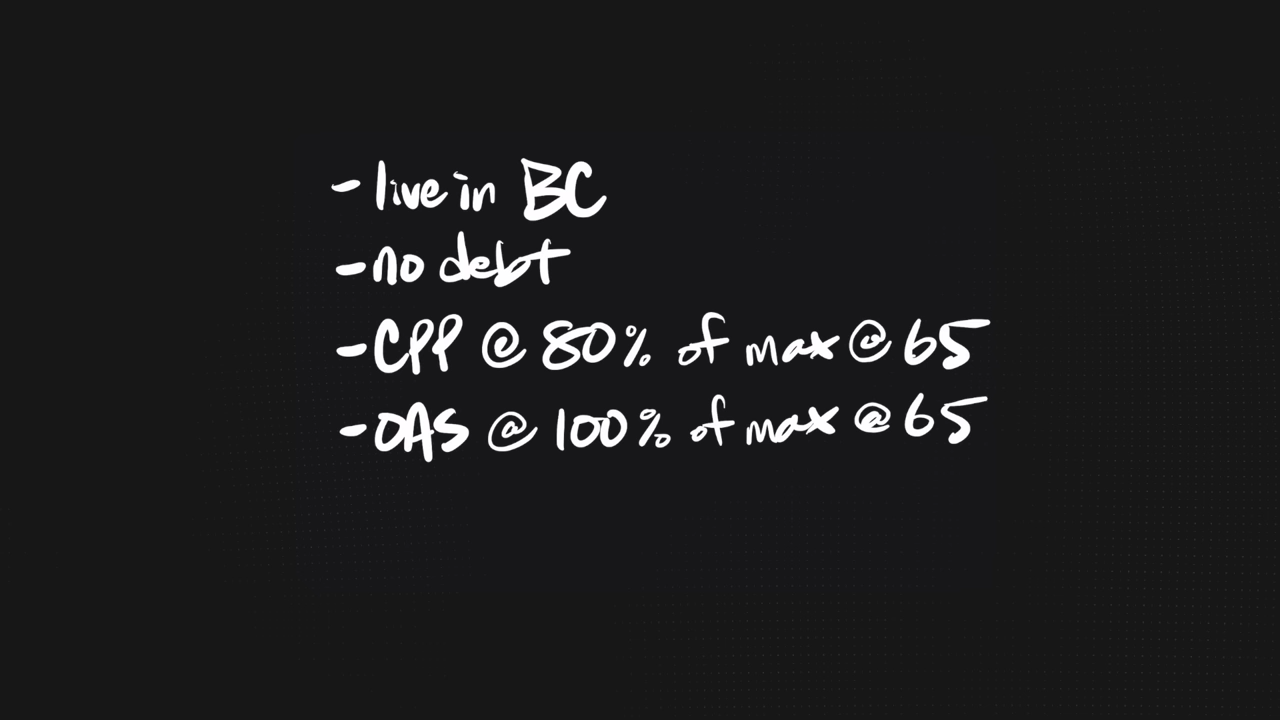 - live in BC
- no debt
- CPP @ 80% of max @ 65
- OAS @ 100% of max @ 65